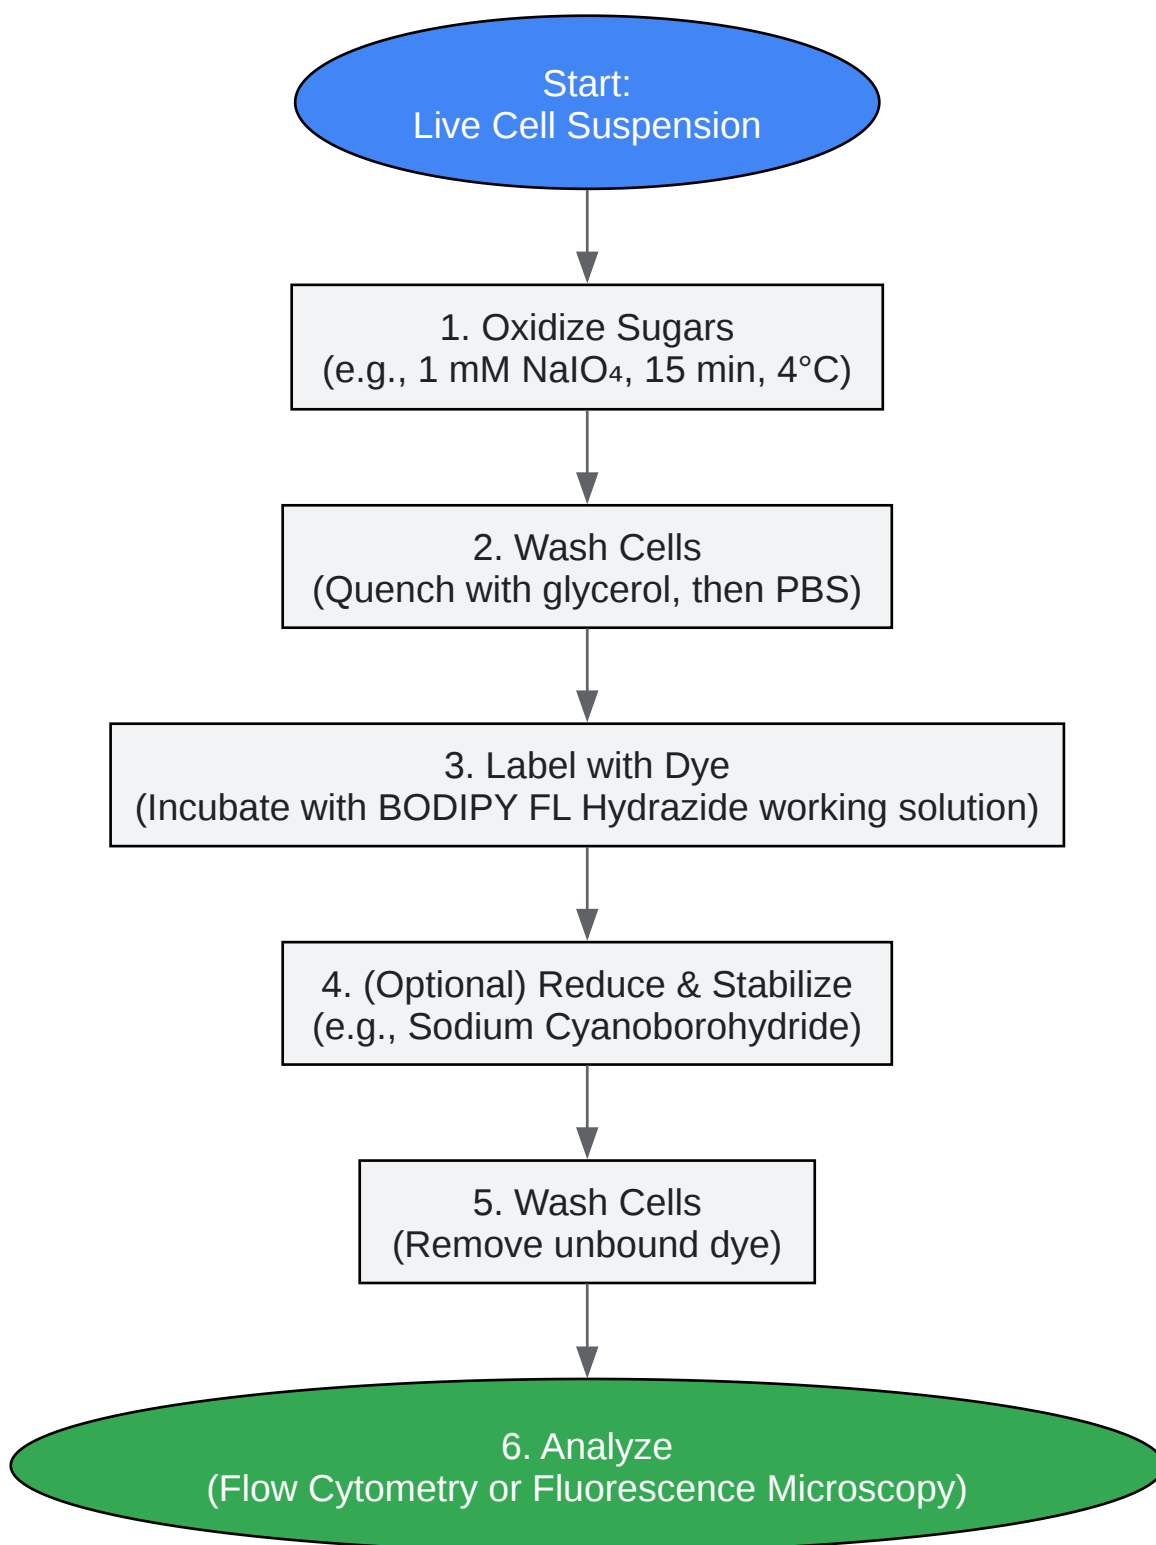 Start:
Live Cell Suspension
1. Oxidize Sugars
(e.g., 1 mM NaIO₄, 15 min, 4°C)
2. Wash Cells
(Quench with glycerol, then PBS)
3. Label with Dye
(Incubate with BODIPY FL Hydrazide working solution)
4. (Optional) Reduce & Stabilize
(e.g., Sodium Cyanoborohydride)
5. Wash Cells
(Remove unbound dye)
6. Analyze
(Flow Cytometry or Fluorescence Microscopy)